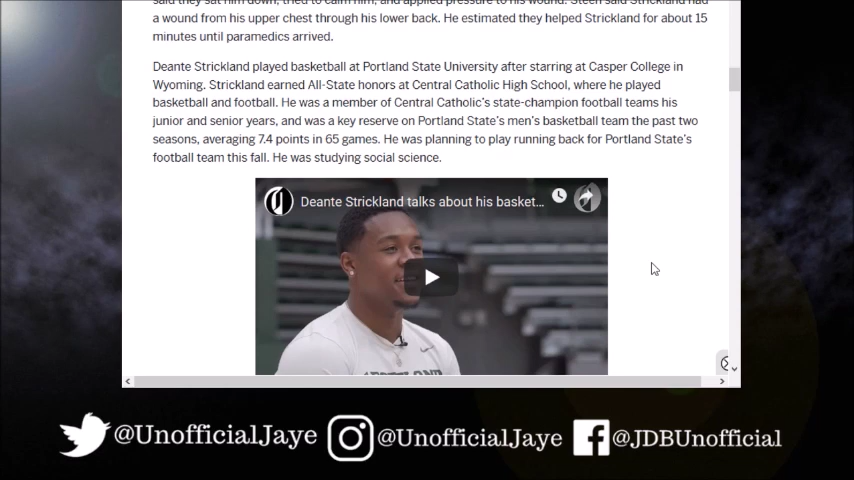 said they sat him down, tried to calm him, and applied pressure to his wound. Steen said Strickland had
a wound from his upper chest through his lower back. He estimated they helped Strickland for about 15
minutes until paramedics arrived.
Deante Strickland played basketball at Portland State University after starring at Casper College in
Wyoming. Strickland earned All-State honors at Central Catholic High School, where he played
basketball and football. He was a member of Central Catholic's state-champion football teams his
junior and senior years, and was a key reserve on Portland State's men's basketball team the past two
seasons, averaging 7.4 points in 65 games. He was planning to play running back for Portland State's
football team this fall. He was studying social science.
Deante Strickland talks about his basket...
@UnofficialJaye @UnofficialJaye @JDBUnofficial